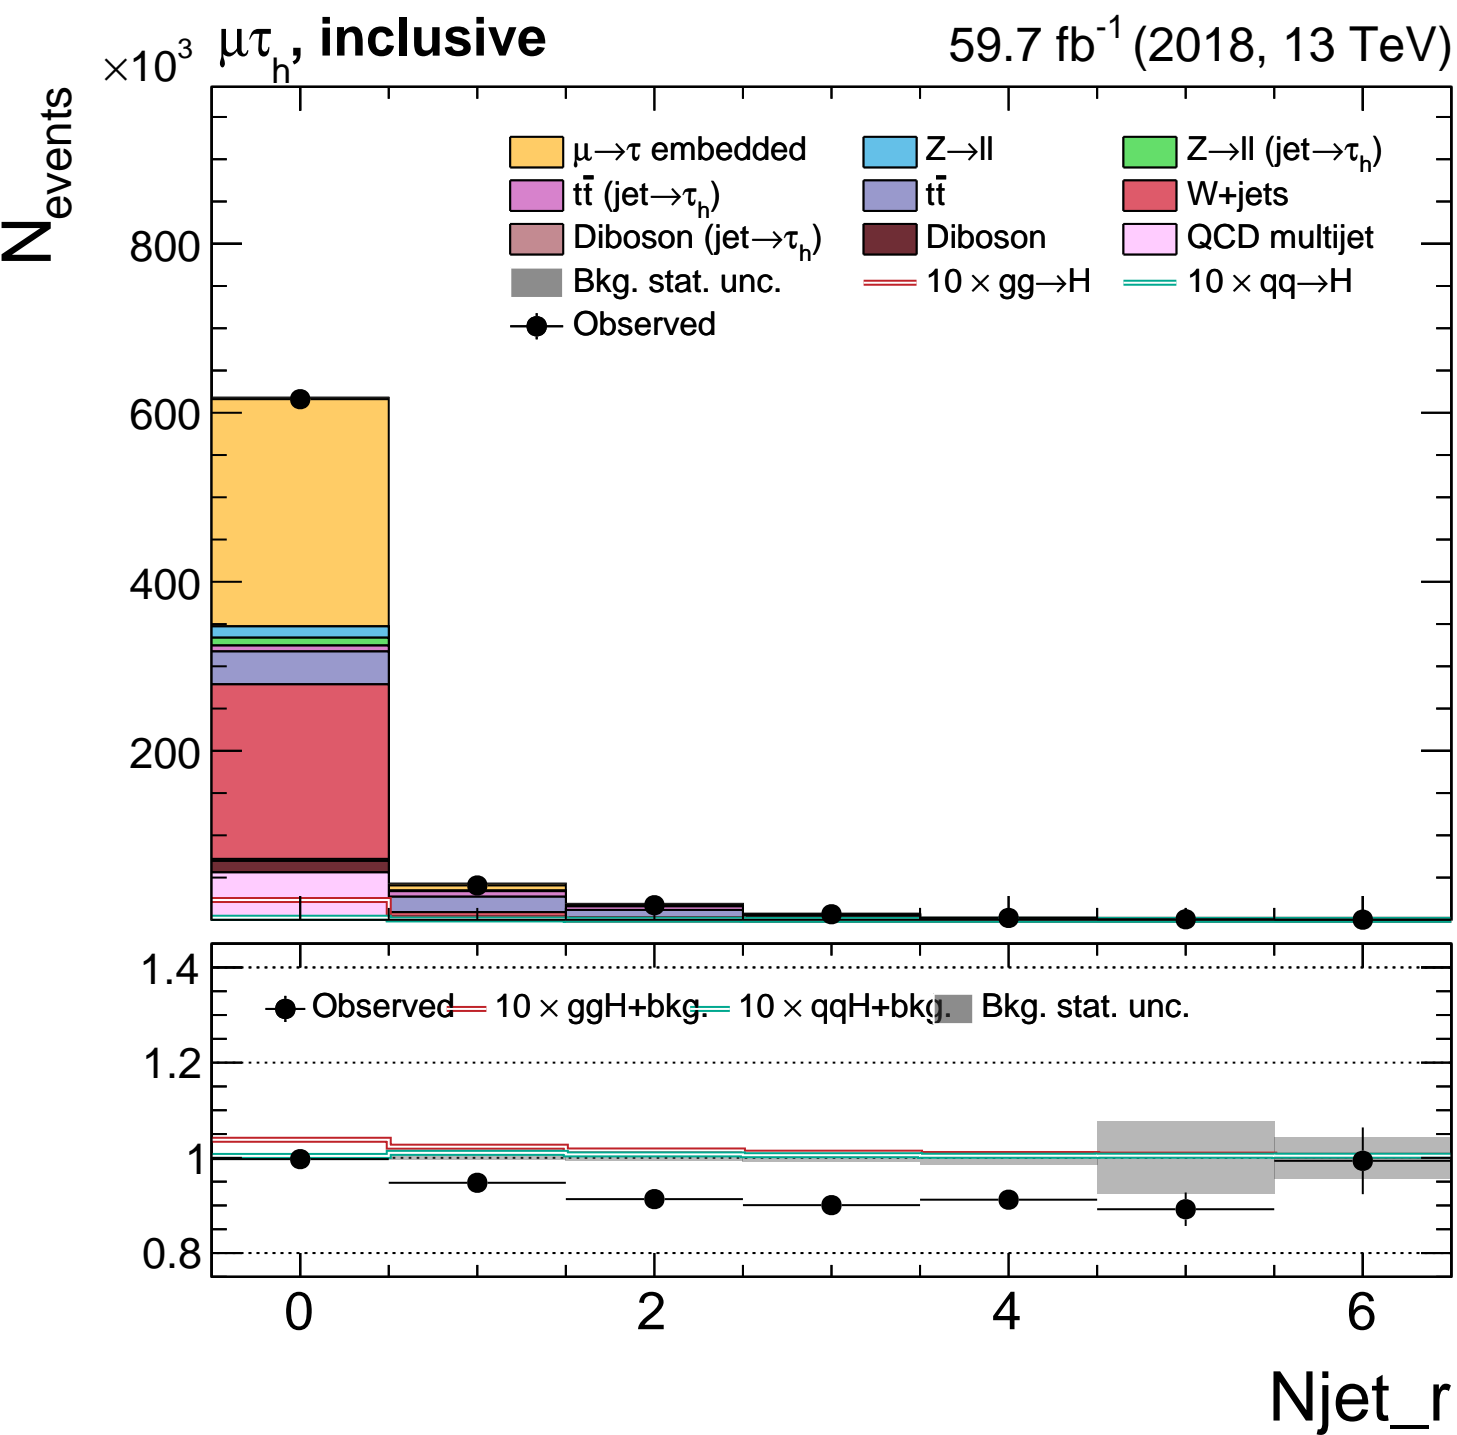 ×10³ μτₕ, inclusive 59.7 fb⁻¹ (2018, 13 TeV)
N_events
μ→τ embedded Z→ll Z→ll (jet→τₕ)
tt̄ (jet→τₕ) tt̄ W+jets
Diboson (jet→τₕ) Diboson QCD multijet
Bkg. stat. unc. 10 × gg→H 10 × qq→H
Observed
800
600
400
200
1.4
Observed 10 × ggH+bkg. 10 × qqH+bkg. Bkg. stat. unc.
1.2
1
0.8
0 2 4 6
Njet_r